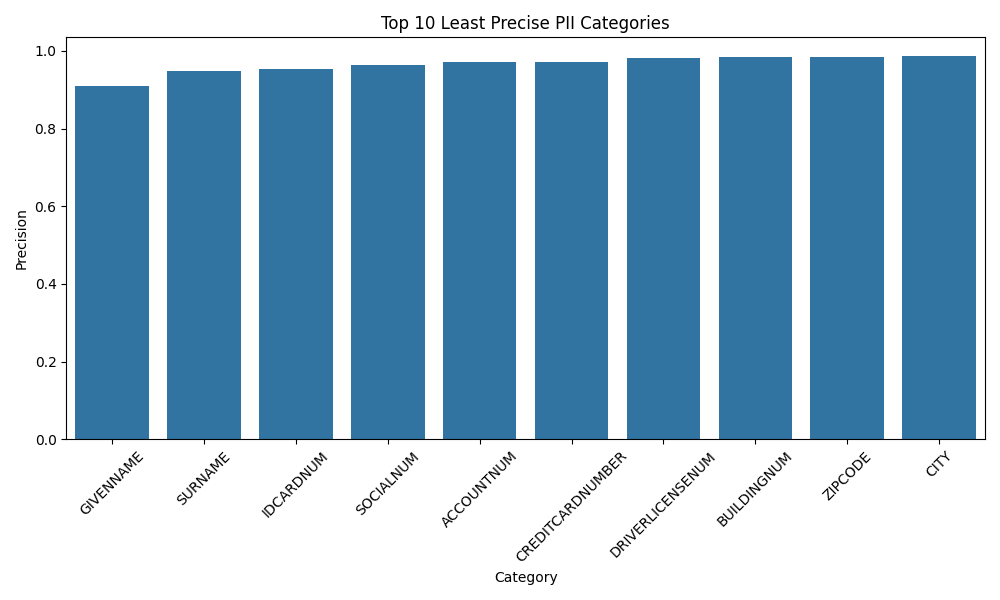 Top 10 Least Precise PII Categories
Precision
1.0
0.8
0.6
0.4
0.2
0.0
GIVENNAME
SURNAME
IDCARDNUM
SOCIALNUM
ACCOUNTNUM
CREDITCARDNUMBER
DRIVERLICENSENUM
BUILDINGNUM
ZIPCODE
CITY
Category